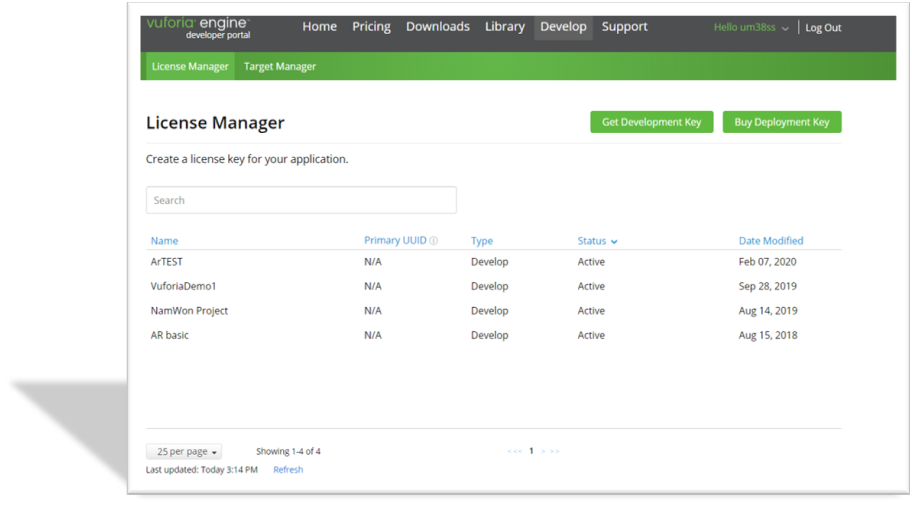 vuforia engine Home Pricing Downloads Library Develop Support Hello um38ss Log Out
developer portal
License Manager Target Manager
License Manager Get Development Key Buy Deployment Key
Create a license key for your application.
Search
Name Primary UUID Type Status Date Modified
ArTEST N/A Develop Active Feb 07, 2020
VuforiaDemo1 N/A Develop Active Sep 28, 2019
NamWon Project N/A Develop Active Aug 14, 2019
AR basic N/A Develop Active Aug 15, 2018
25 per page Showing 1-4 of 4 1
Last updated: Today 3:14 PM Refresh